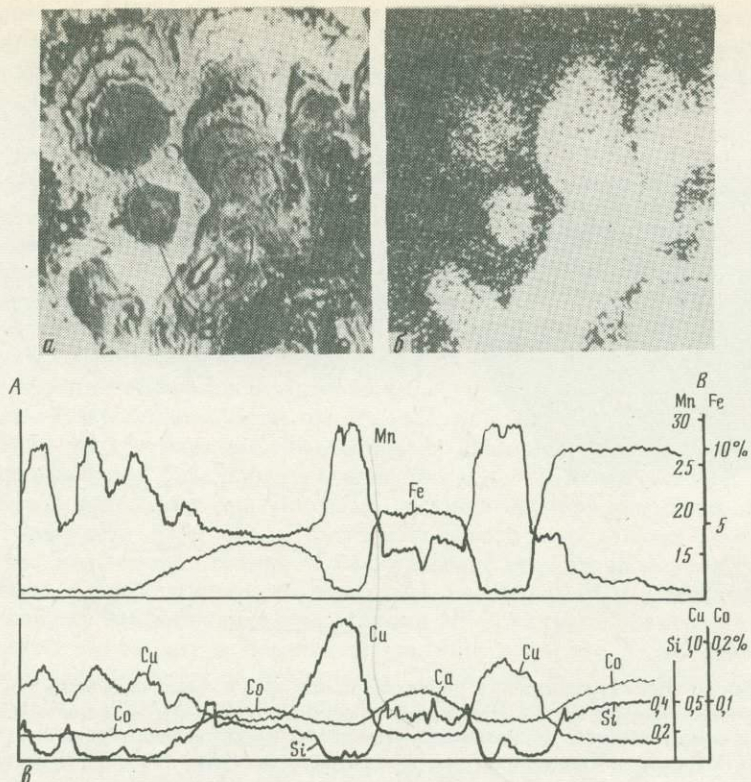 а
б
A
B
Mn Fe
30
Mn
10%
25
Fe
20
5
15
Cu Co
Cu
Si 1,0 0,2%
Cu
Ca
Cu
Co
Co
Co
0,4 0,5 0,1
Si
Si
0,2
в